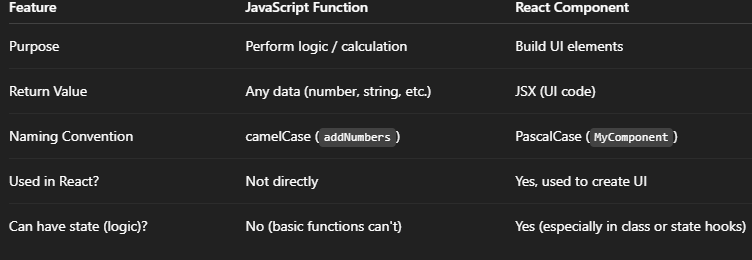 Feature JavaScript Function React Component
Purpose Perform logic / calculation Build UI elements
Return Value Any data (number, string, etc.) JSX (UI code)
Naming Convention camelCase (addNumbers) PascalCase (MyComponent)
Used in React? Not directly Yes, used to create UI
Can have state (logic)? No (basic functions can't) Yes (especially in class or state hooks)